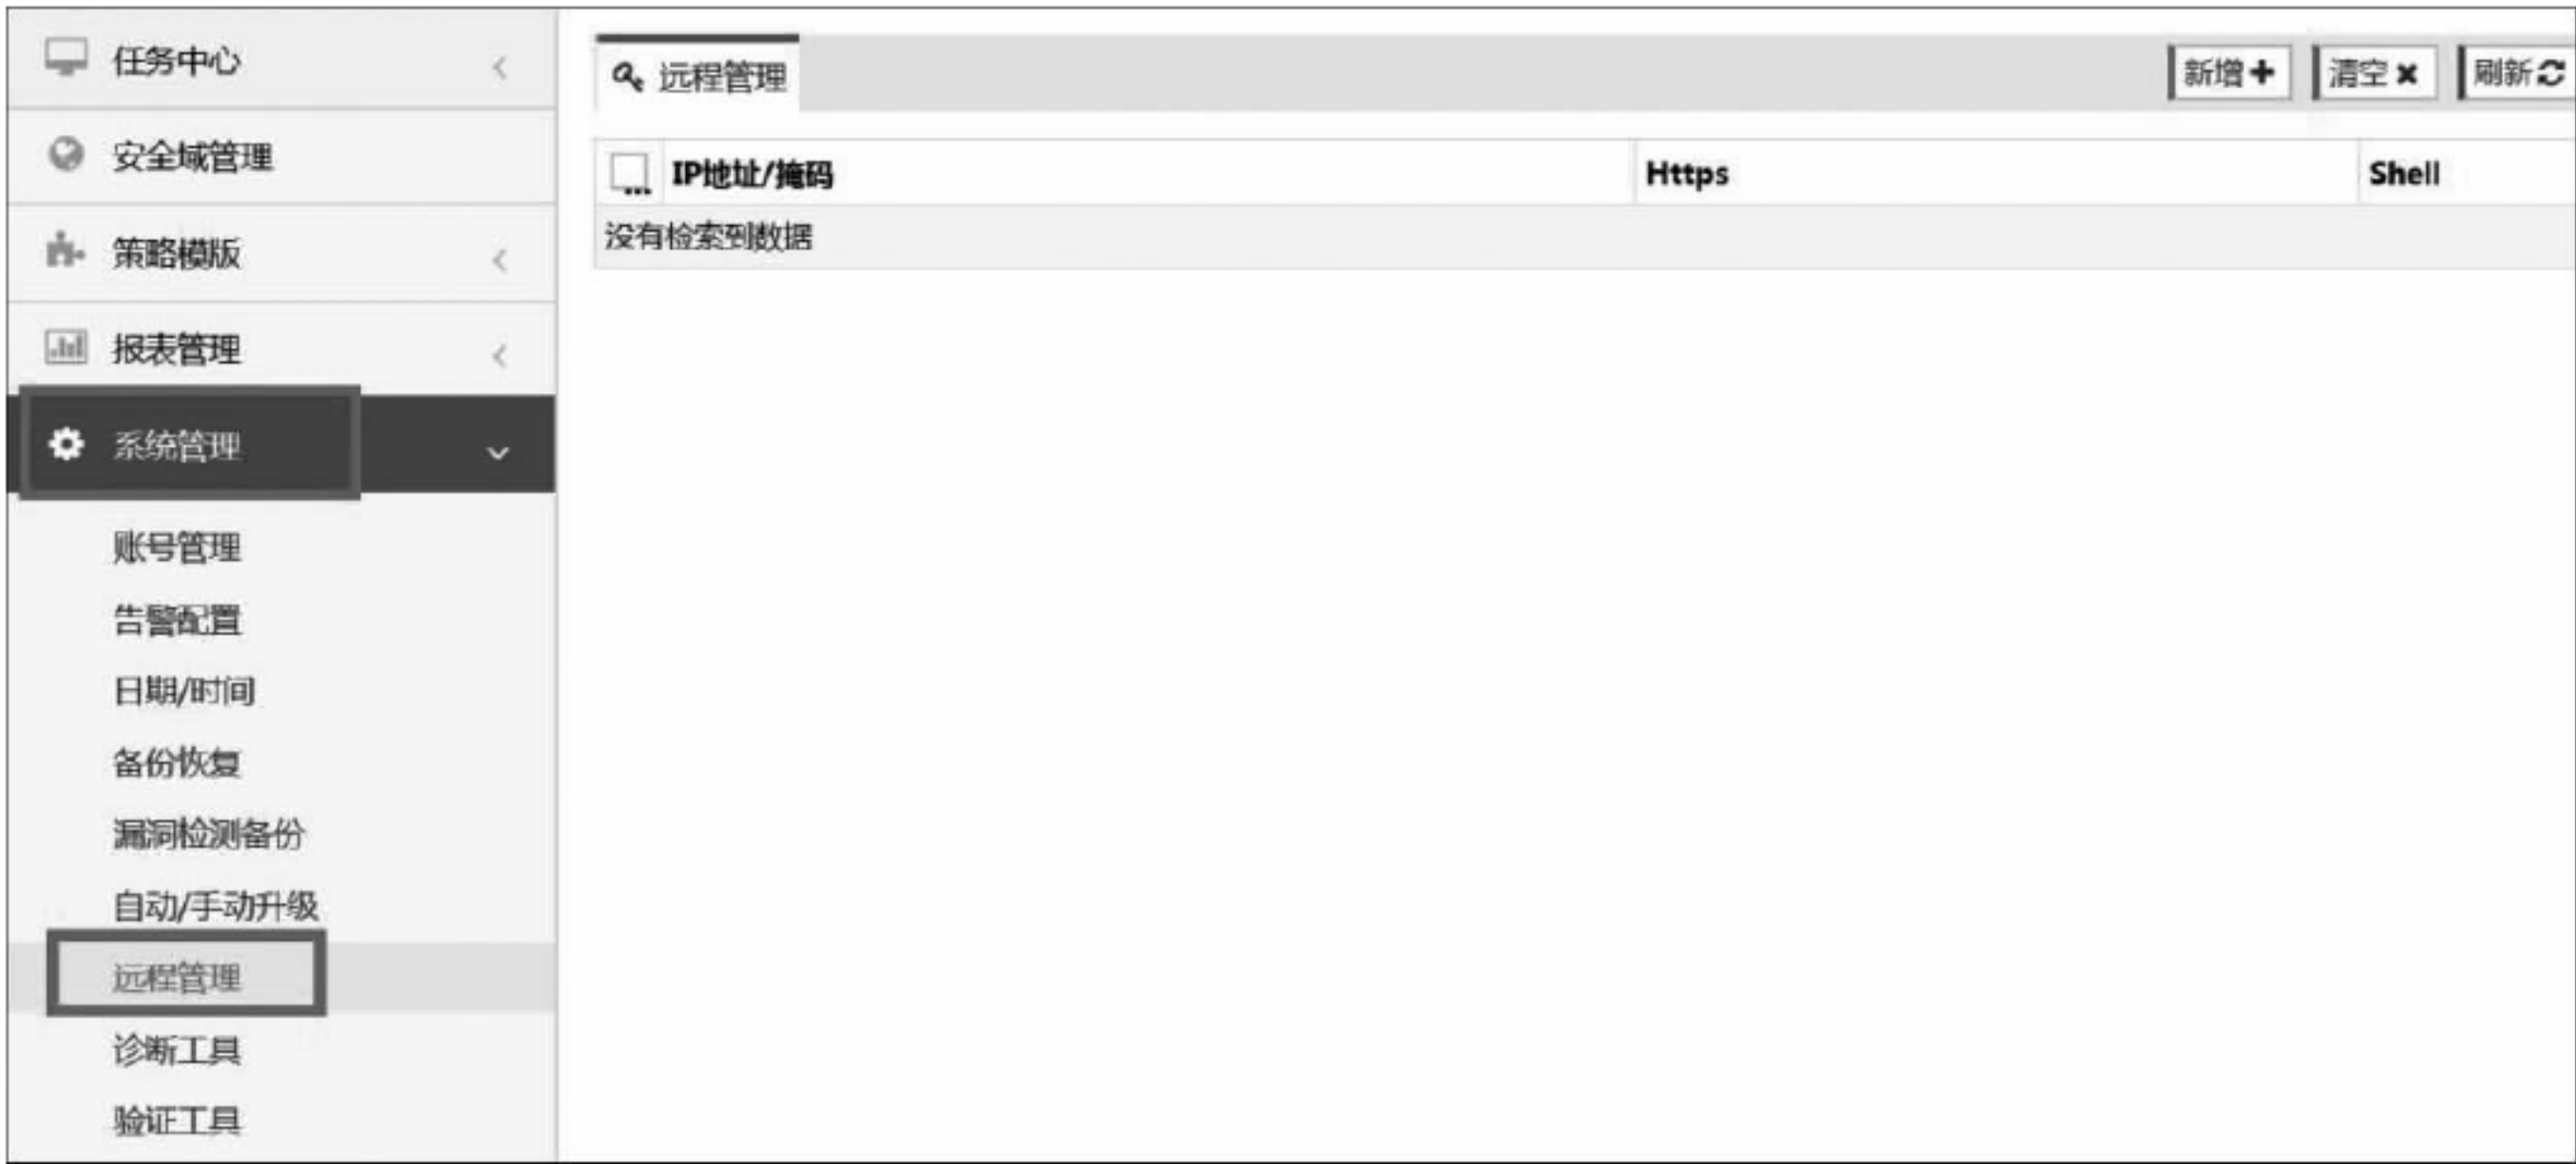 任务中心
安全域管理
策略模版
报表管理
系统管理
账号管理
告警配置
日期/时间
备份恢复
漏洞检测备份
自动/手动升级
远程管理
诊断工具
验证工具
远程管理
新增 清空 刷新
IP地址/掩码 Https Shell
没有检索到数据